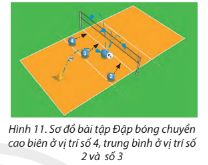 Hình 11. Sơ đồ bài tập Đập bóng chuyền
cao biên ở vị trí số 4, trung bình ở vị trí số
2 và số 3